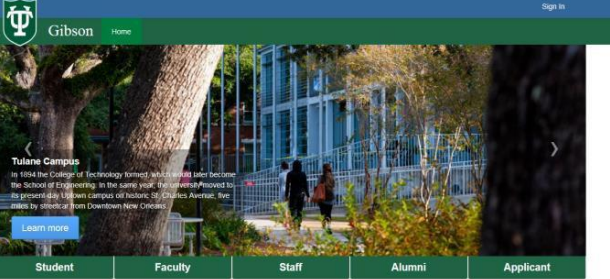 Sign In
Gibson Home
Tulane Campus
In 1894 the College of Technology formed, which would later become
the School of Engineering. In the same year, the university moved to
its present-day Uptown campus on historic St. Charles Avenue, five
miles by streetcar from Downtown New Orleans.
Learn more
Student Faculty Staff Alumni Applicant